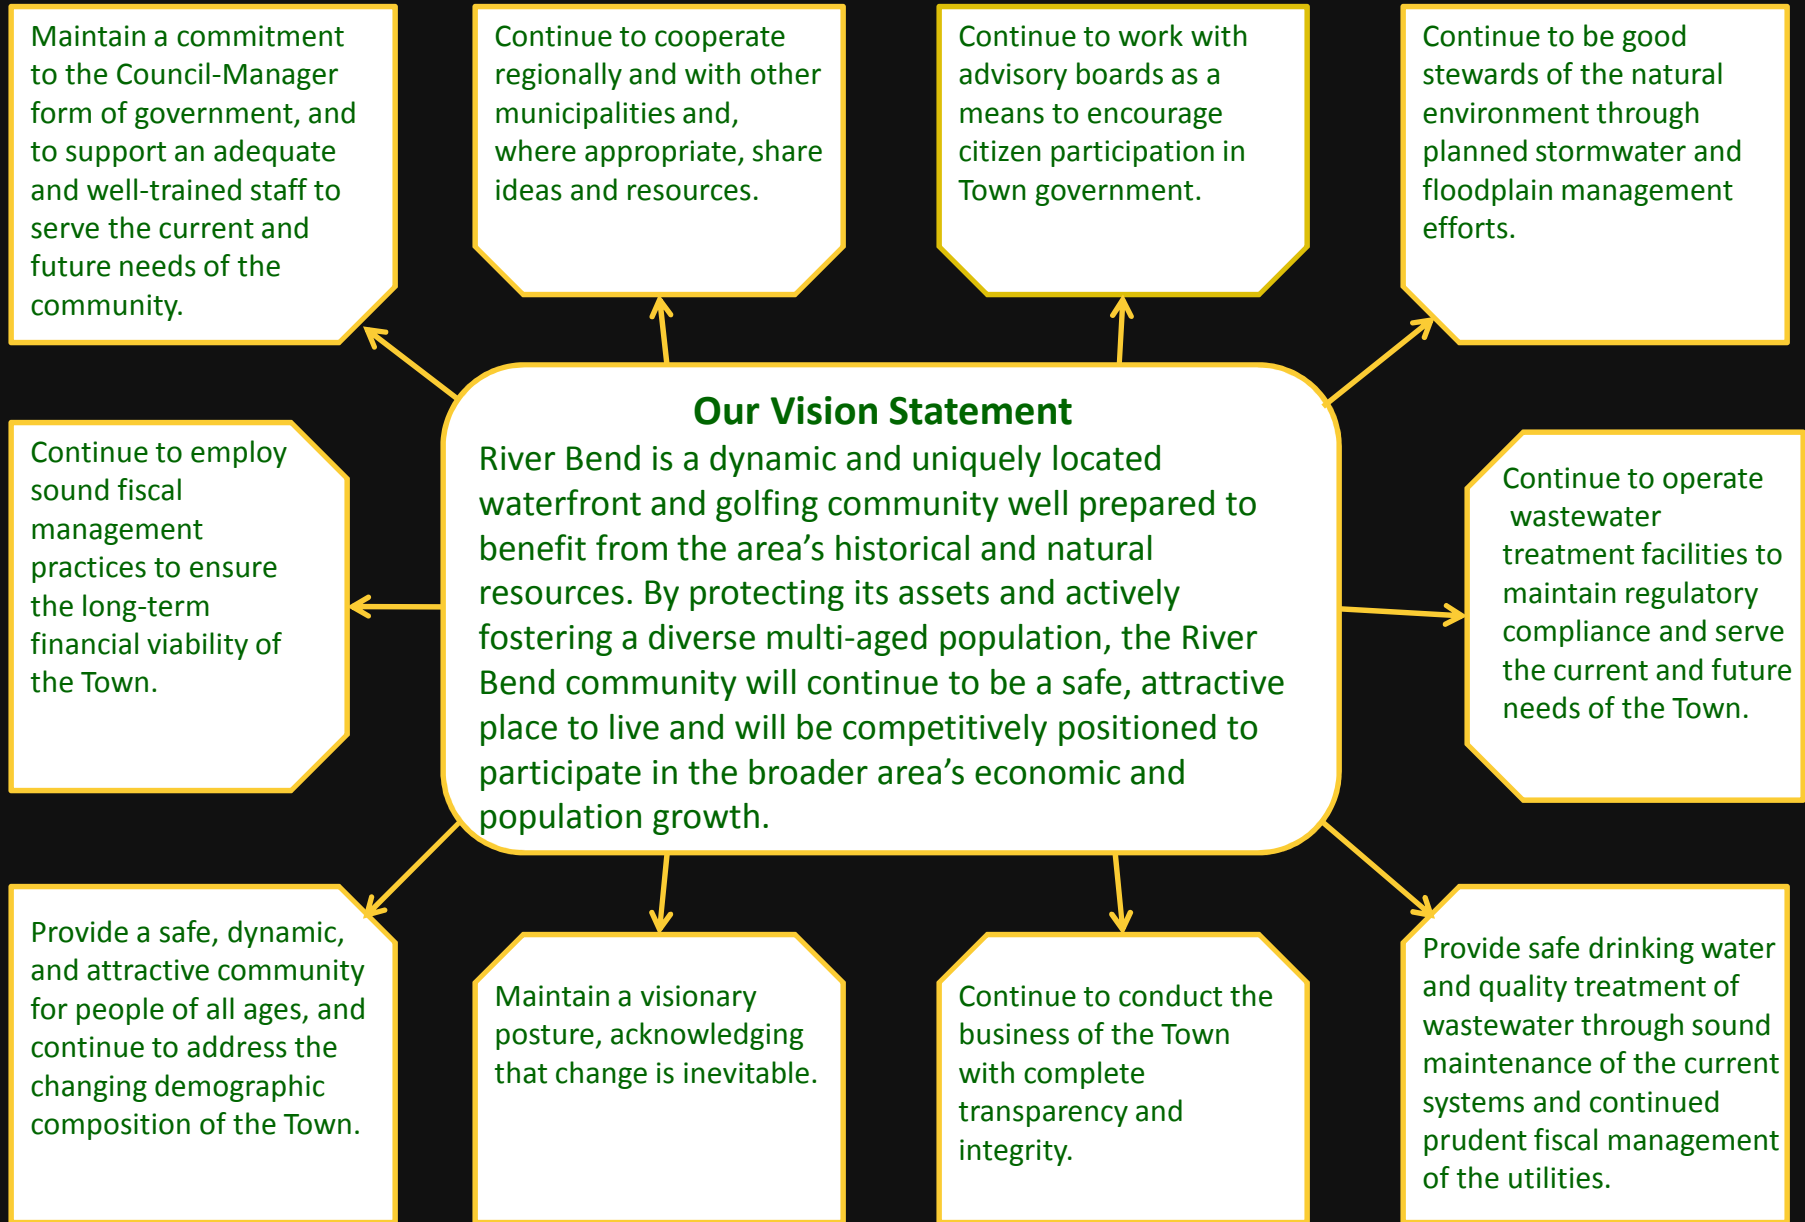 Maintain a commitment
to the Council-Manager
form of government, and
to support an adequate
and well-trained staff to
serve the current and
future needs of the
community.
Continue to cooperate
regionally and with other
municipalities and,
where appropriate, share
ideas and resources.
Continue to work with
advisory boards as a
means to encourage
citizen participation in
Town government.
Continue to be good
stewards of the natural
environment through
planned stormwater and
floodplain management
efforts.
Continue to employ
sound fiscal
management
practices to ensure
the long-term
financial viability of
the Town.
Our Vision Statement
River Bend is a dynamic and uniquely located
waterfront and golfing community well prepared to
benefit from the area’s historical and natural
resources. By protecting its assets and actively
fostering a diverse multi-aged population, the River
Bend community will continue to be a safe, attractive
place to live and will be competitively positioned to
participate in the broader area’s economic and
population growth.
Continue to operate
wastewater
treatment facilities to
maintain regulatory
compliance and serve
the current and future
needs of the Town.
Provide a safe, dynamic,
and attractive community
for people of all ages, and
continue to address the
changing demographic
composition of the Town.
Maintain a visionary
posture, acknowledging
that change is inevitable.
Continue to conduct the
business of the Town
with complete
transparency and
integrity.
Provide safe drinking water
and quality treatment of
wastewater through sound
maintenance of the current
systems and continued
prudent fiscal management
of the utilities.